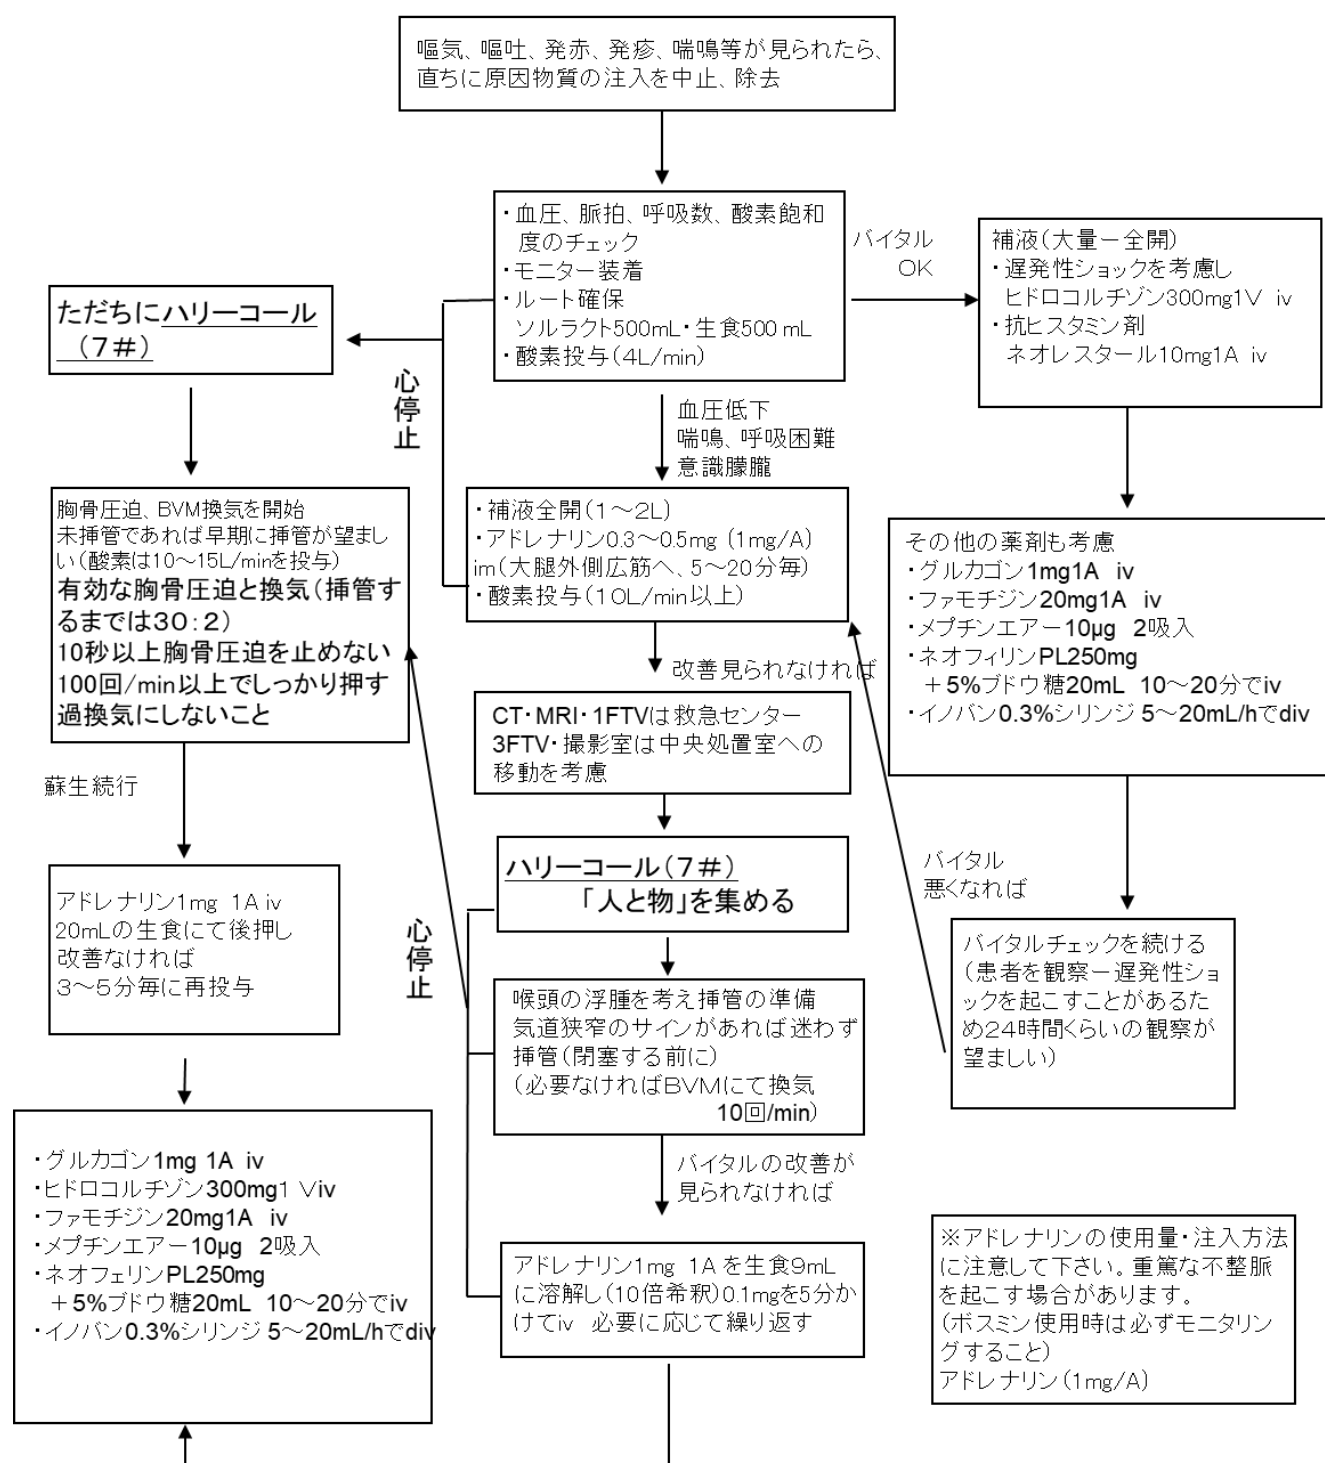 嘔気、嘔吐、発赤、発疹、喘鳴等が見られたら、
直ちに原因物質の注入を中止、除去
・血圧、脈拍、呼吸数、酸素飽和
度のチェック
・モニター装着
・ルート確保
ソルラクト500mL・生食500 mL
・酸素投与(4L/min)
バイタル
OK
補液(大量ー全開)
・遅発性ショックを考慮し
ヒドロコルチゾン300mg1V iv
・抗ヒスタミン剤
ネオレスタール10mg1A iv
ただちにハリーコール
(7#)
心停止
血圧低下
喘鳴、呼吸困難
意識朦朧
胸骨圧迫、BVM換気を開始
未挿管であれば早期に挿管が望まし
い(酸素は10~15L/minを投与)
有効な胸骨圧迫と換気(挿管す
るまでは30:2)
10秒以上胸骨圧迫を止めない
100回/min以上でしっかり押す
過換気にしないこと
・補液全開(1~2L)
・アドレナリン0.3~0.5mg (1mg/A)
im(大腿外側広筋へ、5~20分毎)
・酸素投与(10L/min以上)
その他の薬剤も考慮
・グルカゴン1mg1A iv
・ファモチジン20mg1A iv
・メプチンエアー10μg 2吸入
・ネオフィリンPL250mg
+5%ブドウ糖20mL 10~20分でiv
・イノバン0.3%シリンジ 5~20mL/hでdiv
改善見られなければ
CT・MRI・1FTVは救急センター
3FTV・撮影室は中央処置室への
移動を考慮
蘇生続行
ハリーコール(7#)
「人と物」を集める
バイタル
悪くなれば
アドレナリン1mg 1A iv
20mLの生食にて後押し
改善なければ
3~5分毎に再投与
心停止
バイタルチェックを続ける
(患者を観察ー遅発性ショ
ックを起こすことがあるた
め24時間くらいの観察が
望ましい)
喉頭の浮腫を考え挿管の準備
気道狭窄のサインがあれば迷わず
挿管(閉塞する前に)
(必要なければBVMにて換気
10回/min)
バイタルの改善が
見られなければ
・グルカゴン1mg 1A iv
・ヒドロコルチゾン300mg1 Viv
・ファモチジン20mg1A iv
・メプチンエアー10μg 2吸入
・ネオフェリンPL250mg
+5%ブドウ糖20mL 10~20分でiv
・イノバン0.3%シリンジ 5~20mL/hでdiv
アドレナリン1mg 1Aを生食9mL
に溶解し(10倍希釈)0.1mgを5分か
けてiv 必要に応じて繰り返す
※アドレナリンの使用量・注入方法
に注意して下さい。重篤な不整脈
を起こす場合があります。
(ボスミン使用時は必ずモニタリン
グすること)
アドレナリン(1mg/A)